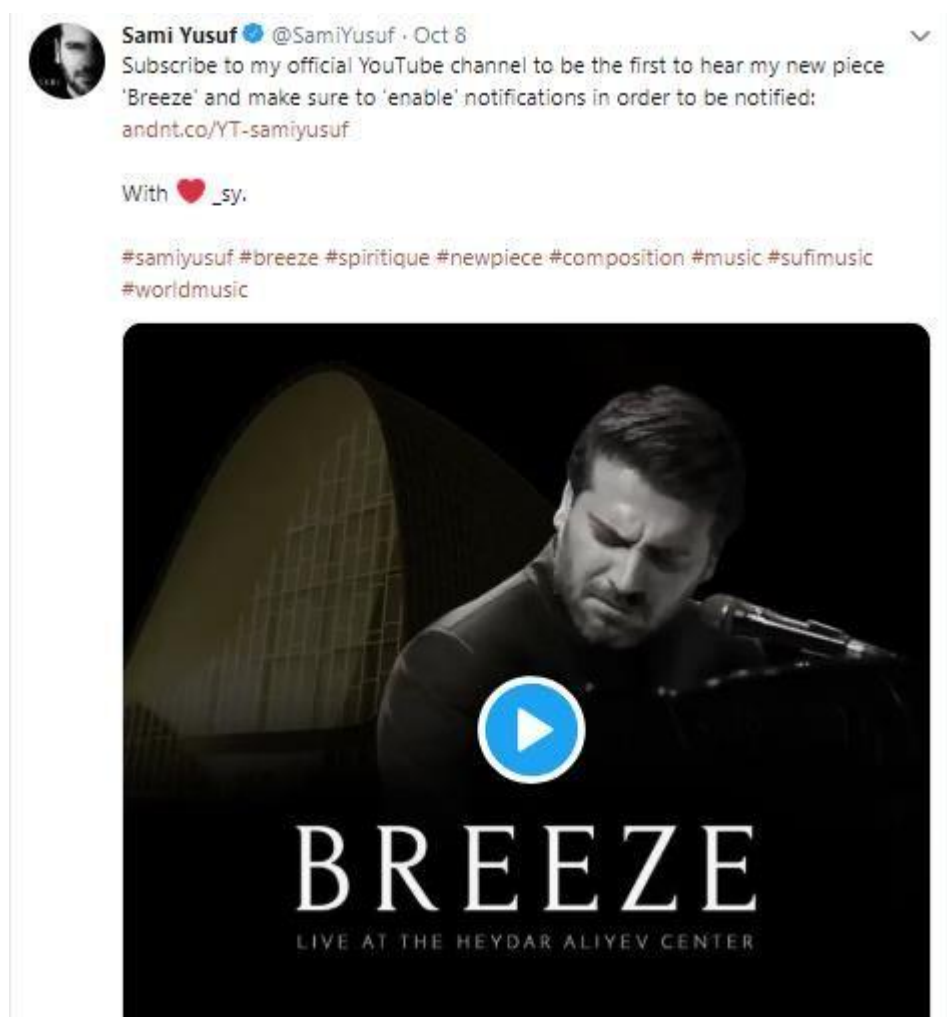 Sami Yusuf @SamiYusuf · Oct 8
Subscribe to my official YouTube channel to be the first to hear my new piece
'Breeze' and make sure to 'enable' notifications in order to be notified:
andnt.co/YT-samiyusuf
With ❤ _sy.
#samiyusuf #breeze #spiritique #newpiece #composition #music #sufimusic
#worldmusic
BREEZE
LIVE AT THE HEYDAR ALIYEV CENTER